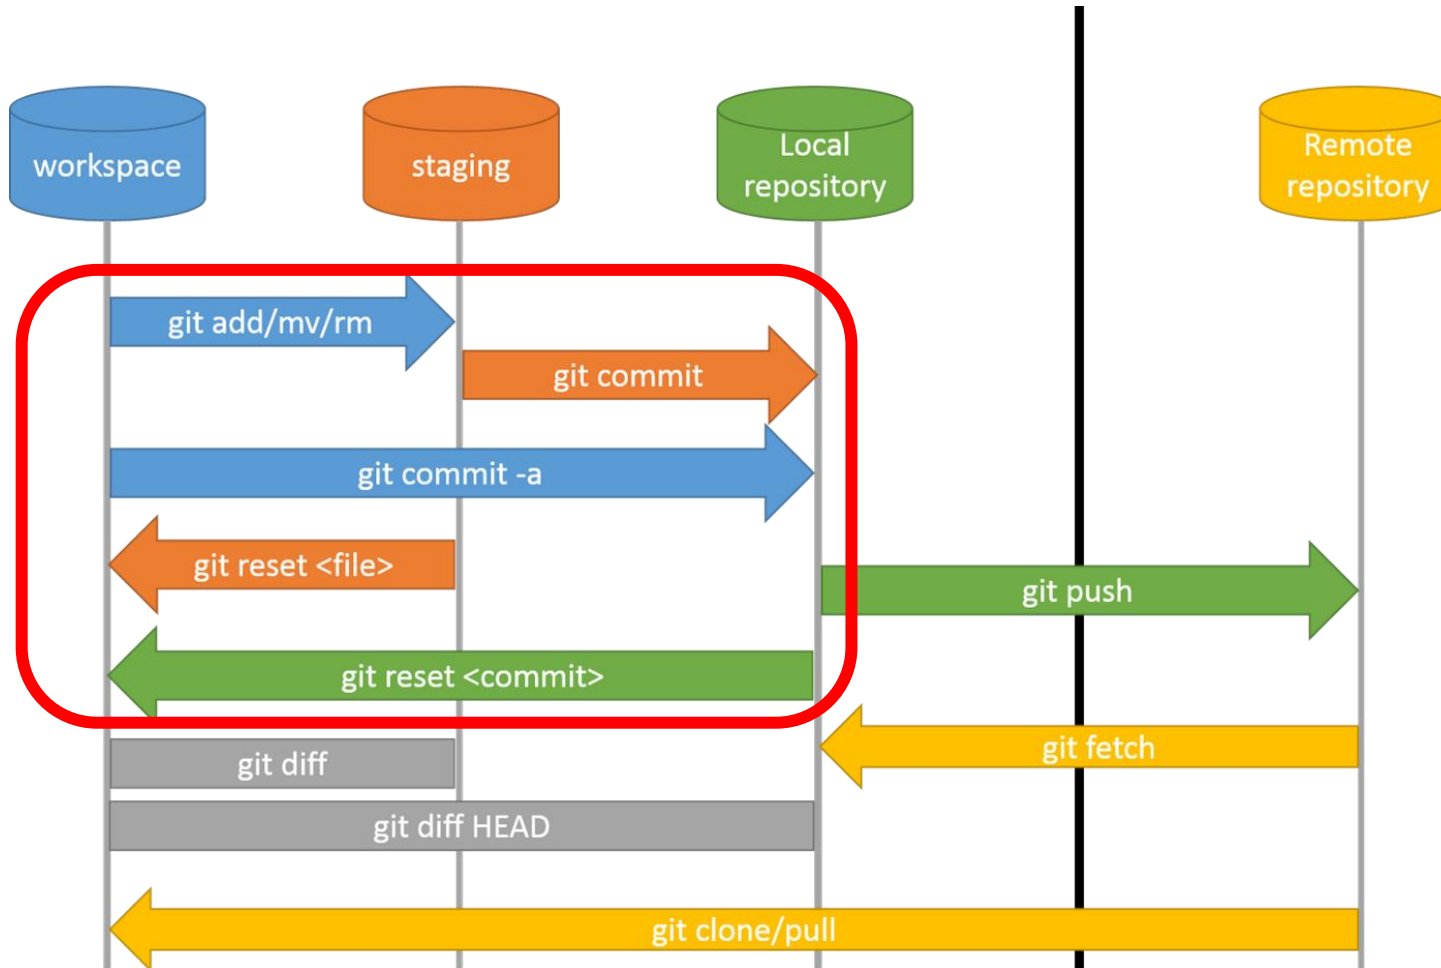 workspace
staging
Local
repository
Remote
repository
git add/mv/rm
git commit
git commit -a
git reset <file>
git push
git reset <commit>
git fetch
git diff
git diff HEAD
git clone/pull